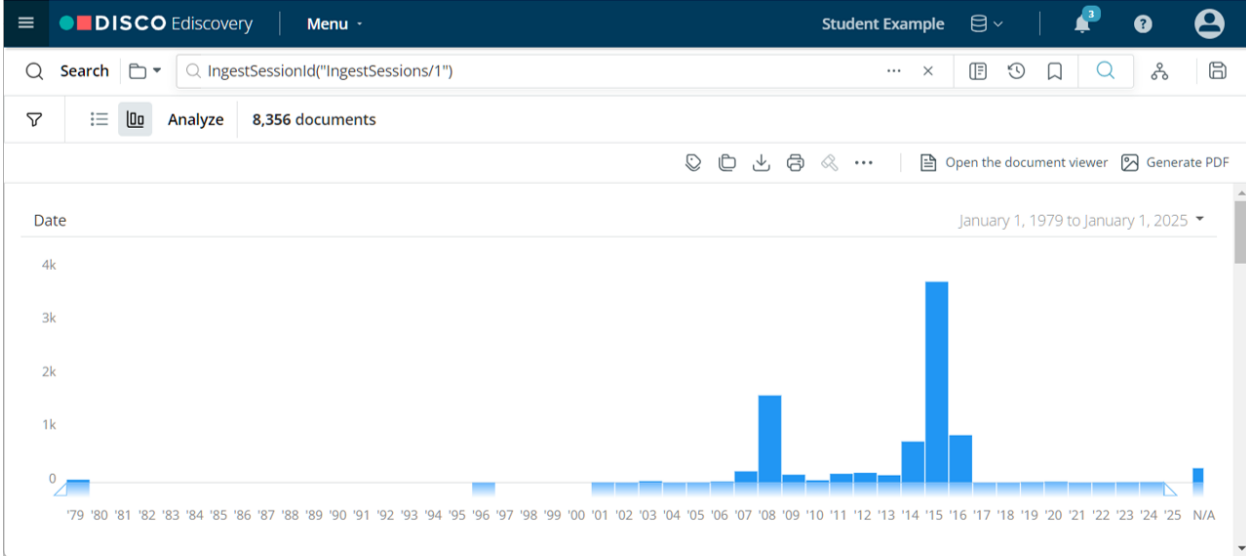 DISCO Ediscovery Menu Student Example 3
Search IngestSessionId("IngestSessions/1")
Analyze 8,356 documents
Open the document viewer Generate PDF
Date January 1, 1979 to January 1, 2025
4k
3k
2k
1k
0
'79 '80 '81 '82 '83 '84 '85 '86 '87 '88 '89 '90 '91 '92 '93 '94 '95 '96 '97 '98 '99 '00 '01 '02 '03 '04 '05 '06 '07 '08 '09 '10 '11 '12 '13 '14 '15 '16 '17 '18 '19 '20 '21 '22 '23 '24 '25 N/A